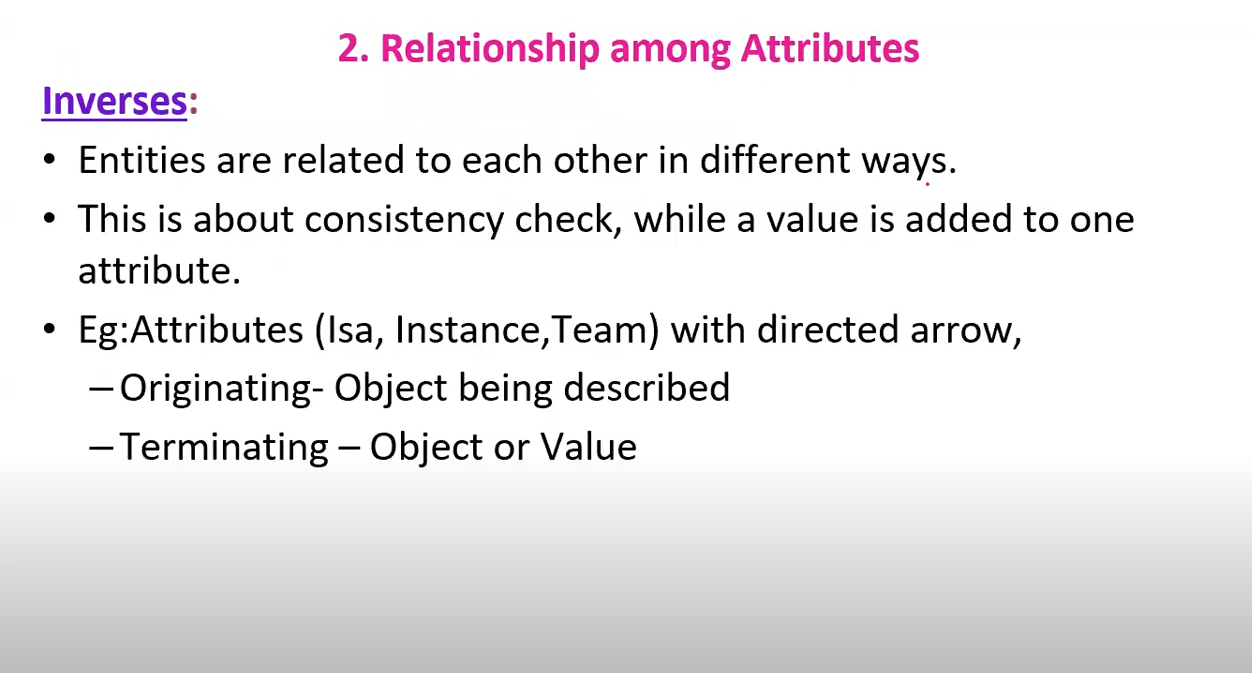 2. Relationship among Attributes
Inverses:
• Entities are related to each other in different ways.
• This is about consistency check, while a value is added to one
attribute.
• Eg:Attributes (Isa, Instance,Team) with directed arrow,
–Originating- Object being described
–Terminating – Object or Value